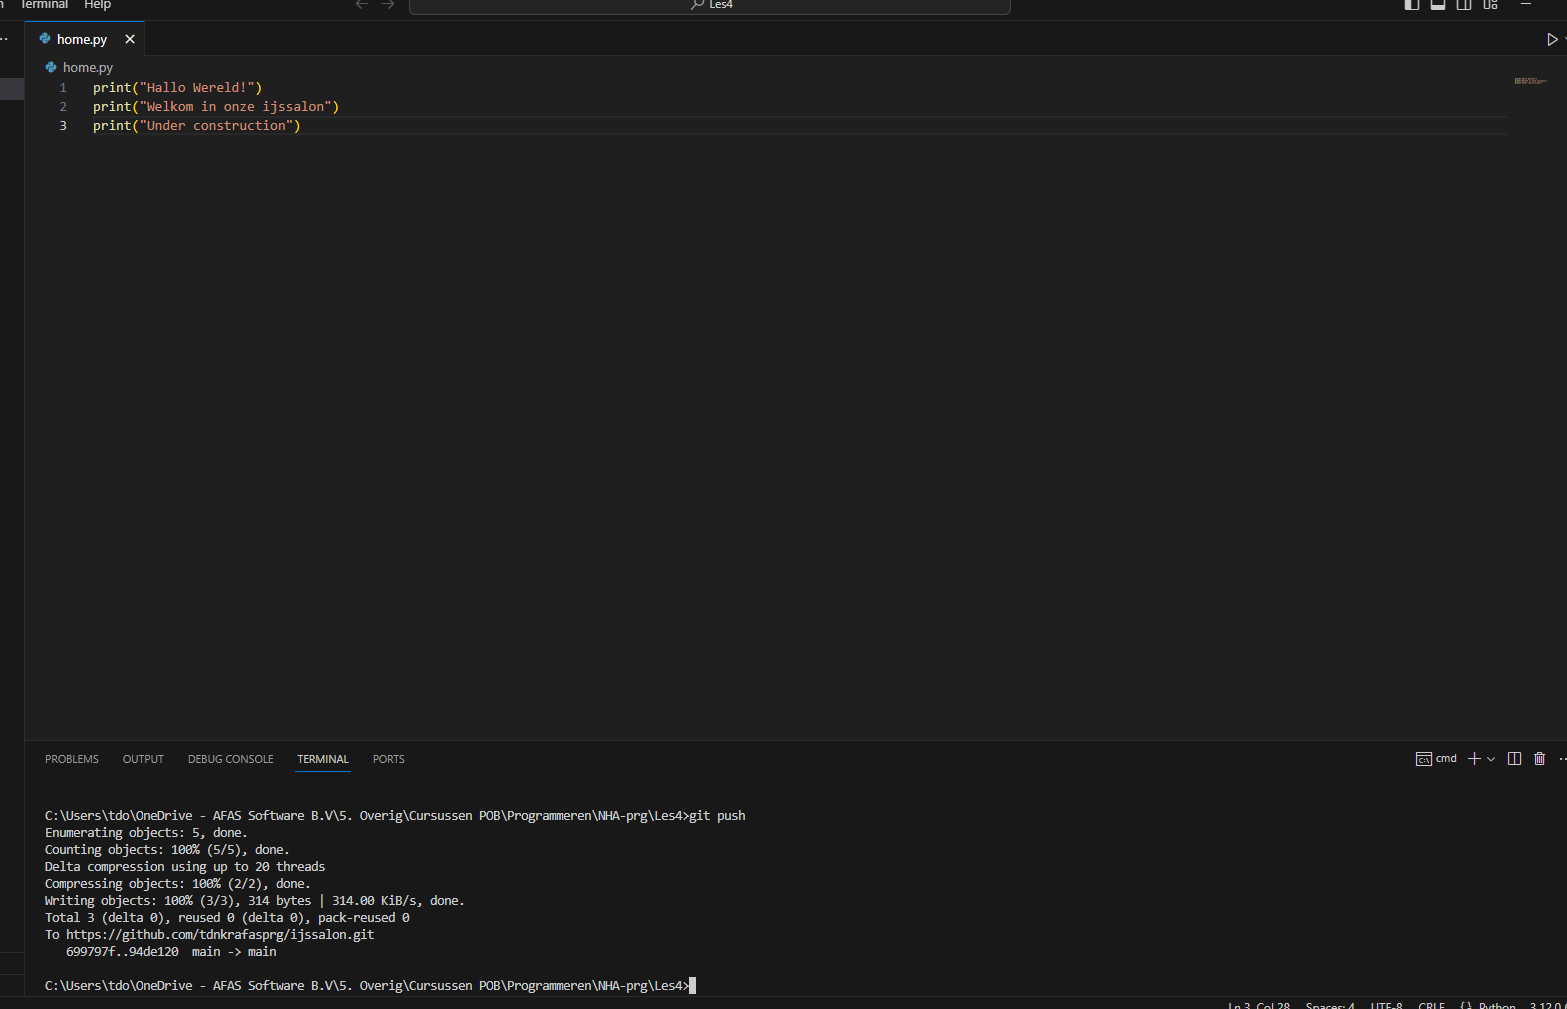 Terminal Help
Les4
home.py
home.py
1 print("Hallo Wereld!")
2 print("Welkom in onze ijssalon")
3 print("Under construction")
PROBLEMS OUTPUT DEBUG CONSOLE TERMINAL PORTS
cmd
C:\Users\tdo\OneDrive - AFAS Software B.V\5. Overig\Cursussen POB\Programmeren\NHA-prg\Les4>git push
Enumerating objects: 5, done.
Counting objects: 100% (5/5), done.
Delta compression using up to 20 threads
Compressing objects: 100% (2/2), done.
Writing objects: 100% (3/3), 314 bytes | 314.00 KiB/s, done.
Total 3 (delta 0), reused 0 (delta 0), pack-reused 0
To https://github.com/tdnkrafasprg/ijssalon.git
699797f..94de120 main -> main
C:\Users\tdo\OneDrive - AFAS Software B.V\5. Overig\Cursussen POB\Programmeren\NHA-prg\Les4>
Ln 3, Col 28 Spaces: 4 UTF-8 CRLF {} Python 3.12.0